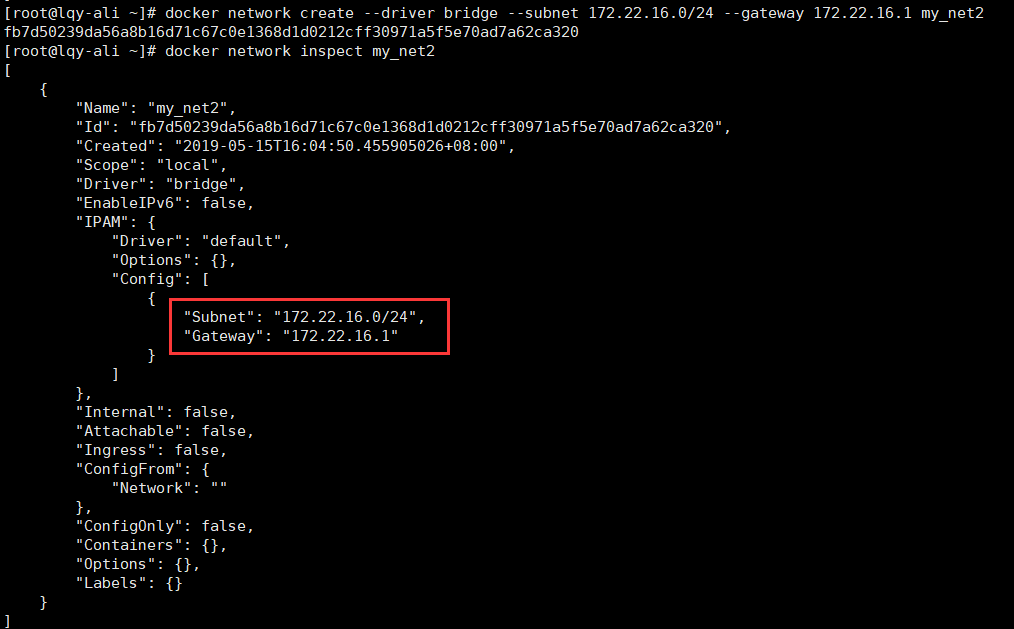 [root@lqy-ali ~]# docker network create --driver bridge --subnet 172.22.16.0/24 --gateway 172.22.16.1 my_net2
fb7d50239da56a8b16d71c67c0e1368d1d0212cff30971a5f5e70ad7a62ca320
[root@lqy-ali ~]# docker network inspect my_net2
[
    {
        "Name": "my_net2",
        "Id": "fb7d50239da56a8b16d71c67c0e1368d1d0212cff30971a5f5e70ad7a62ca320",
        "Created": "2019-05-15T16:04:50.455905026+08:00",
        "Scope": "local",
        "Driver": "bridge",
        "EnableIPv6": false,
        "IPAM": {
            "Driver": "default",
            "Options": {},
            "Config": [
                {
                    "Subnet": "172.22.16.0/24",
                    "Gateway": "172.22.16.1"
                }
            ]
        },
        "Internal": false,
        "Attachable": false,
        "Ingress": false,
        "ConfigFrom": {
            "Network": ""
        },
        "ConfigOnly": false,
        "Containers": {},
        "Options": {},
        "Labels": {}
    }
]